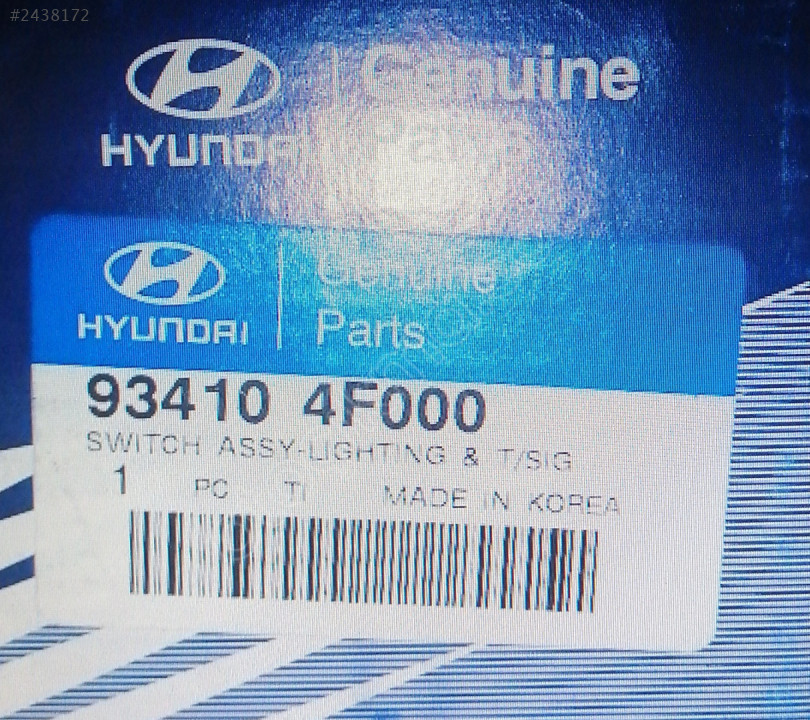 #2438172
Genuine
Parts
HYUNDAI
HYUNDAI
Genuine
Parts
93410 4F000
SWITCH ASSY-LIGHTING & T/SIG
1 PC MADE IN KOREA